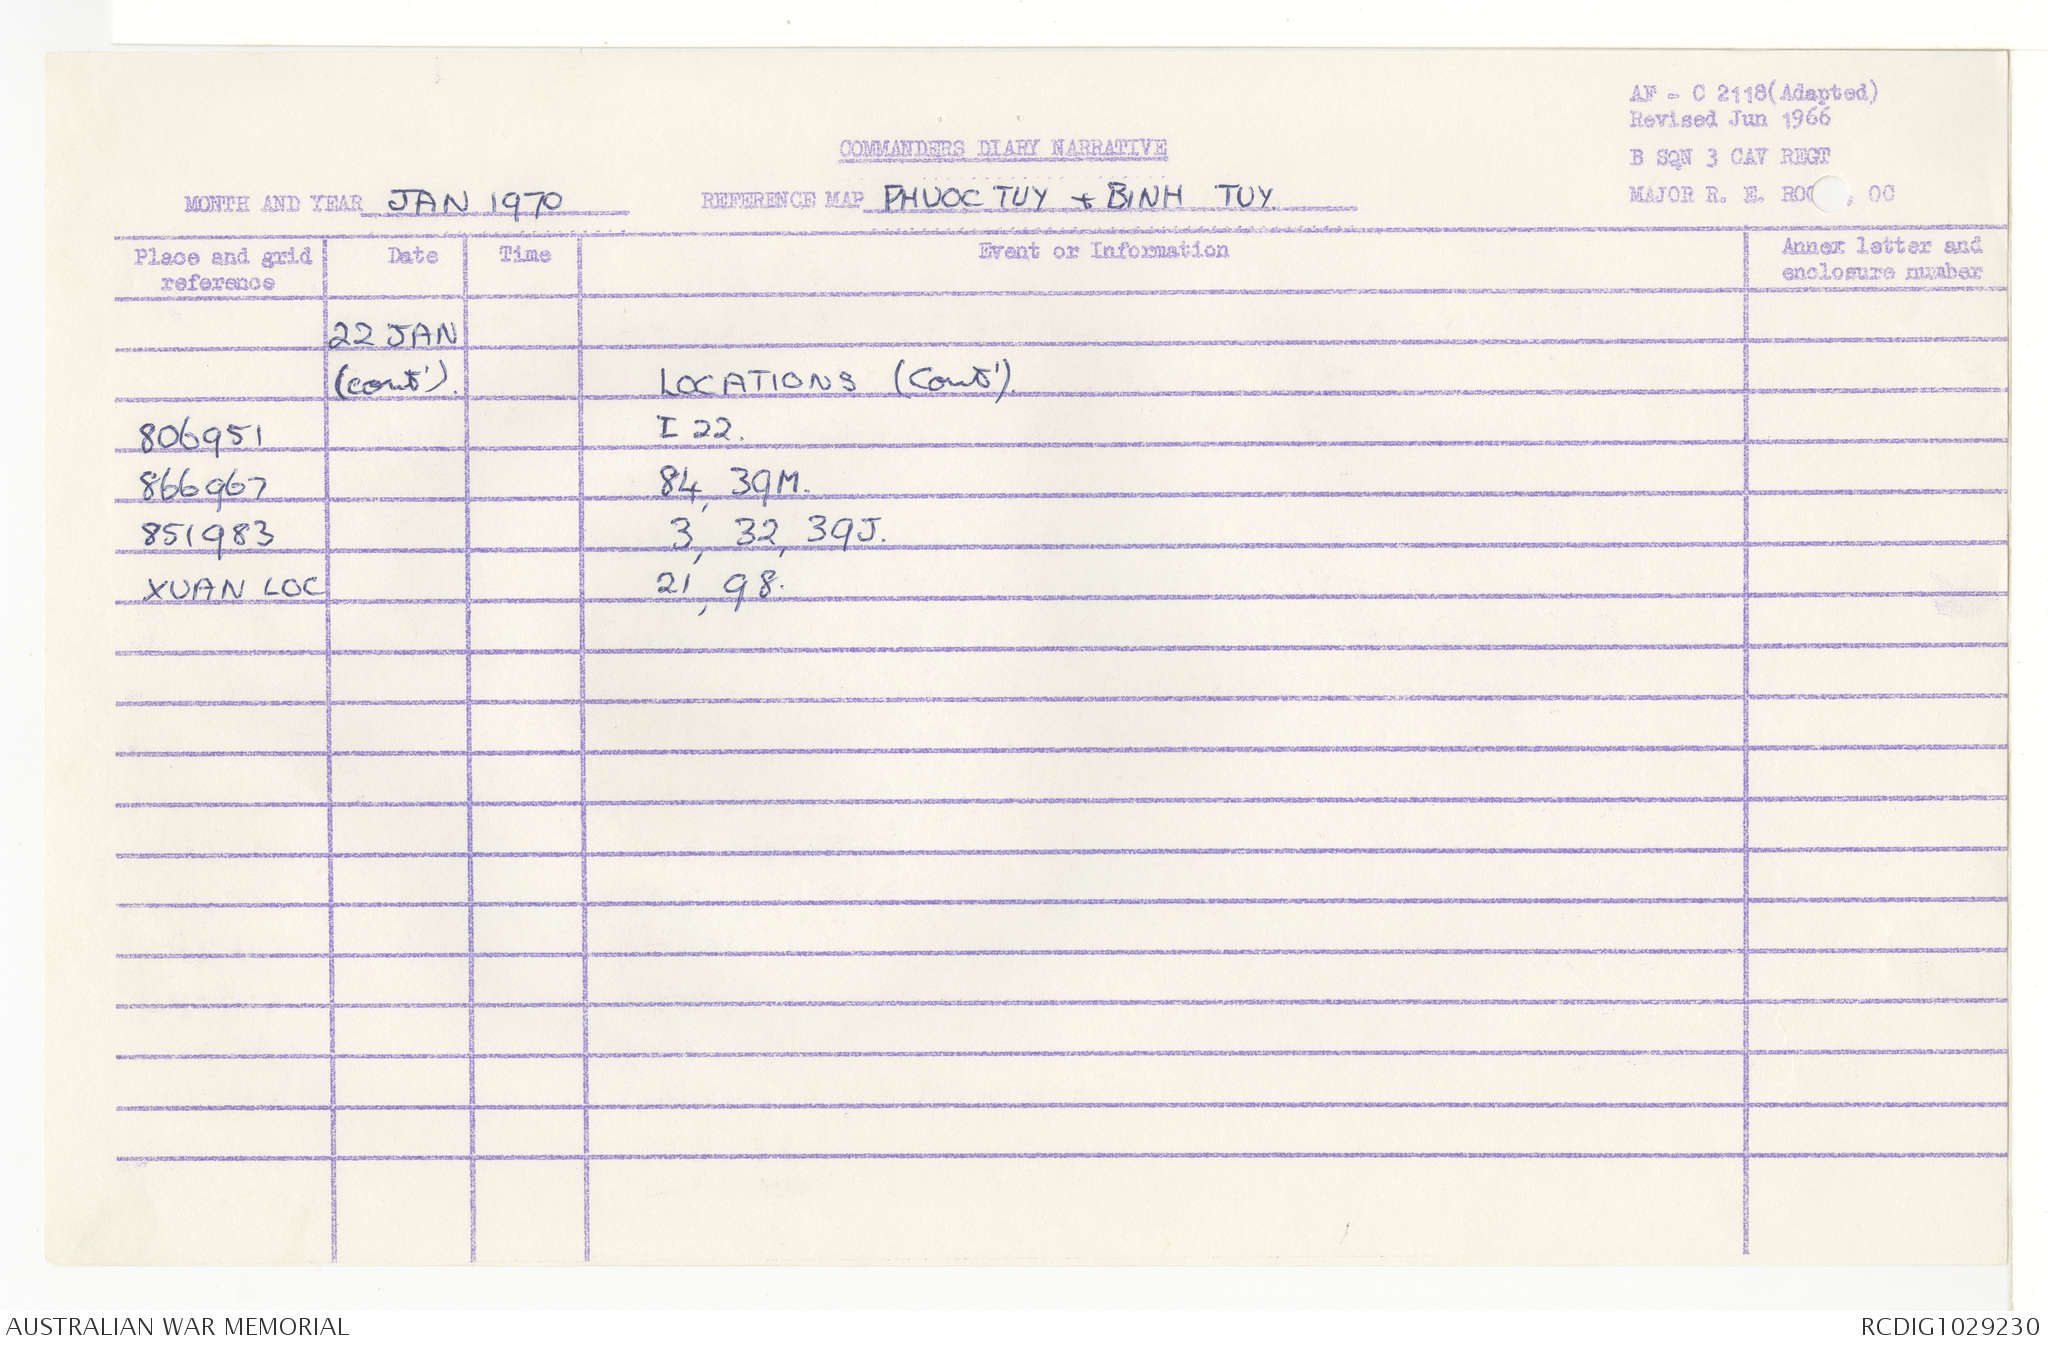 AF - C 2118(Adapted)
Revised Jun 1966
COMMANDERS DIARY NARRATIVE
B SQN 3 CAV REGT
MONTH AND YEAR JAN 1970 REFERENCE MAP PHUOC TUY + BINH TUY. MAJOR R. E. , OC
Place and grid reference Date Time Event or Information Annex letter and enclosure number
22 JAN
(cont'). LOCATIONS (Cont').
806951 I 22.
866967 84, 39M.
851983 3, 32, 39J.
XUAN LOC 21, 98.
AUSTRALIAN WAR MEMORIAL RCDIG1029230